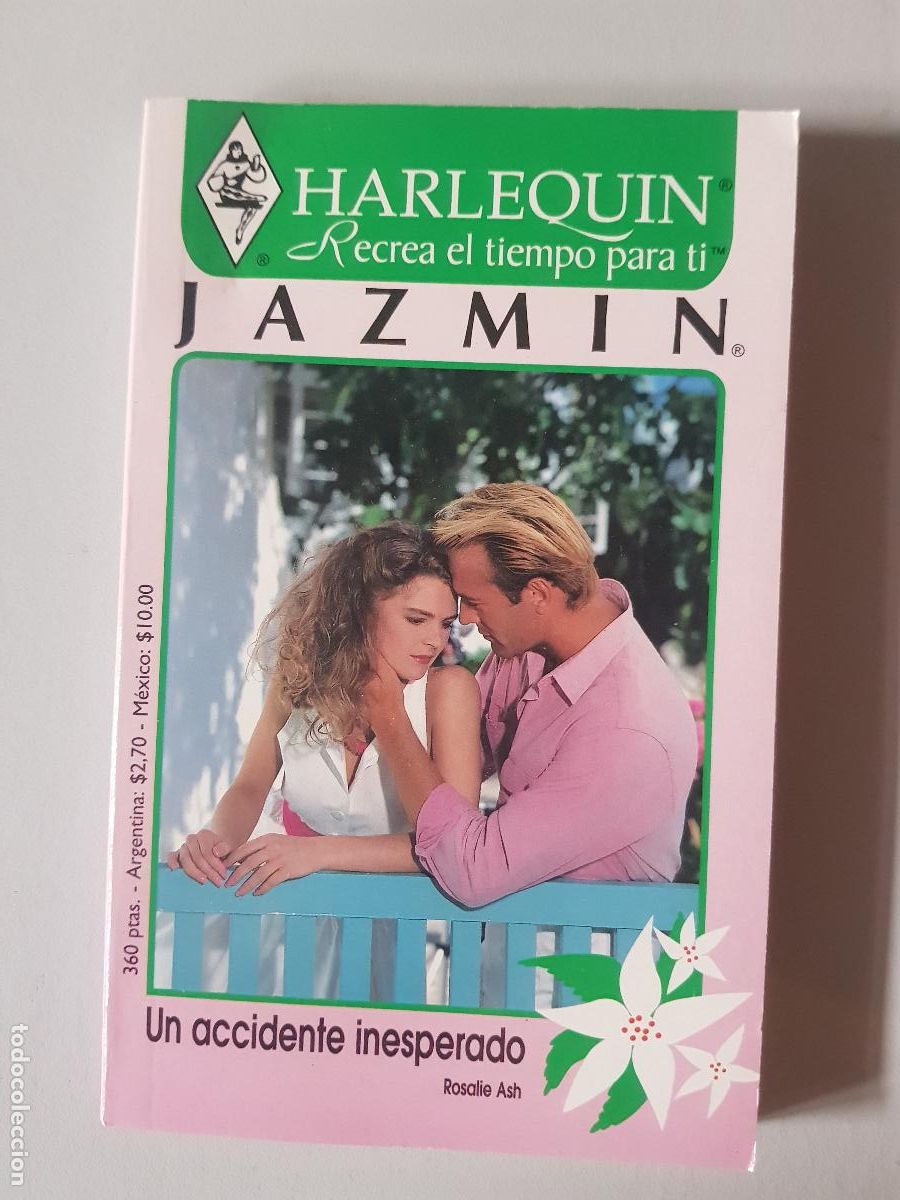 HARLEQUIN®
Recrea el tiempo para ti™
®
JAZMIN®
360 ptas. - Argentina: $2,70 - México: $10.00
Un accidente inesperado
Rosalie Ash
todocoleccion